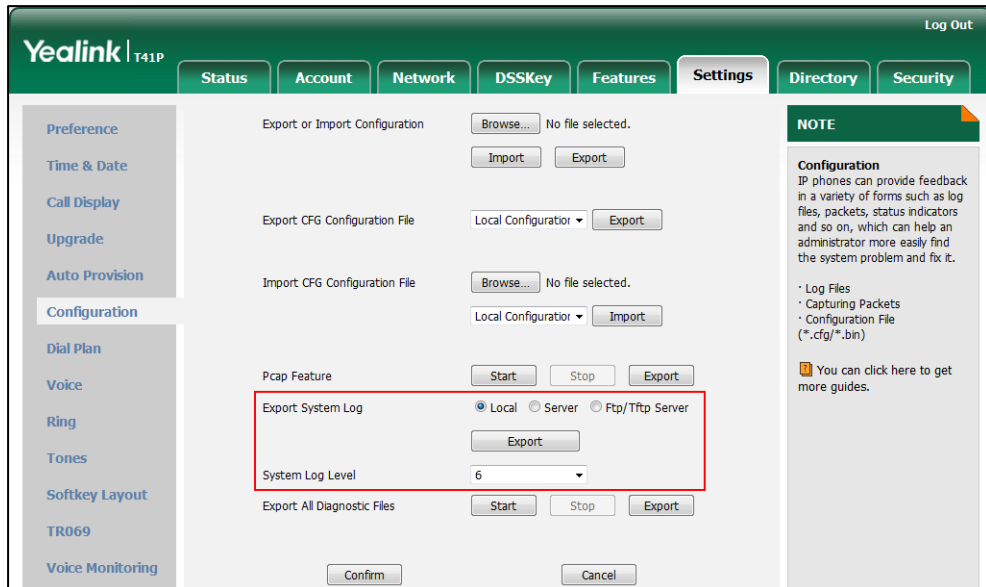 Log Out
Yealink T41P
Status Account Network DSSKey Features Settings Directory Security
Preference
Time & Date
Call Display
Upgrade
Auto Provision
Configuration
Dial Plan
Voice
Ring
Tones
Softkey Layout
TR069
Voice Monitoring
Export or Import Configuration Browse... No file selected.
Import Export
Export CFG Configuration File Local Configuration Export
Import CFG Configuration File Browse... No file selected.
Local Configuration Import
Pcap Feature Start Stop Export
Export System Log Local Server Ftp/Tftp Server
Export
System Log Level 6
Export All Diagnostic Files Start Stop Export
Confirm Cancel
NOTE
Configuration
IP phones can provide feedback
in a variety of forms such as log
files, packets, status indicators
and so on, which can help an
administrator more easily find
the system problem and fix it.
· Log Files
· Capturing Packets
· Configuration File
(*.cfg/*.bin)
You can click here to get
more guides.